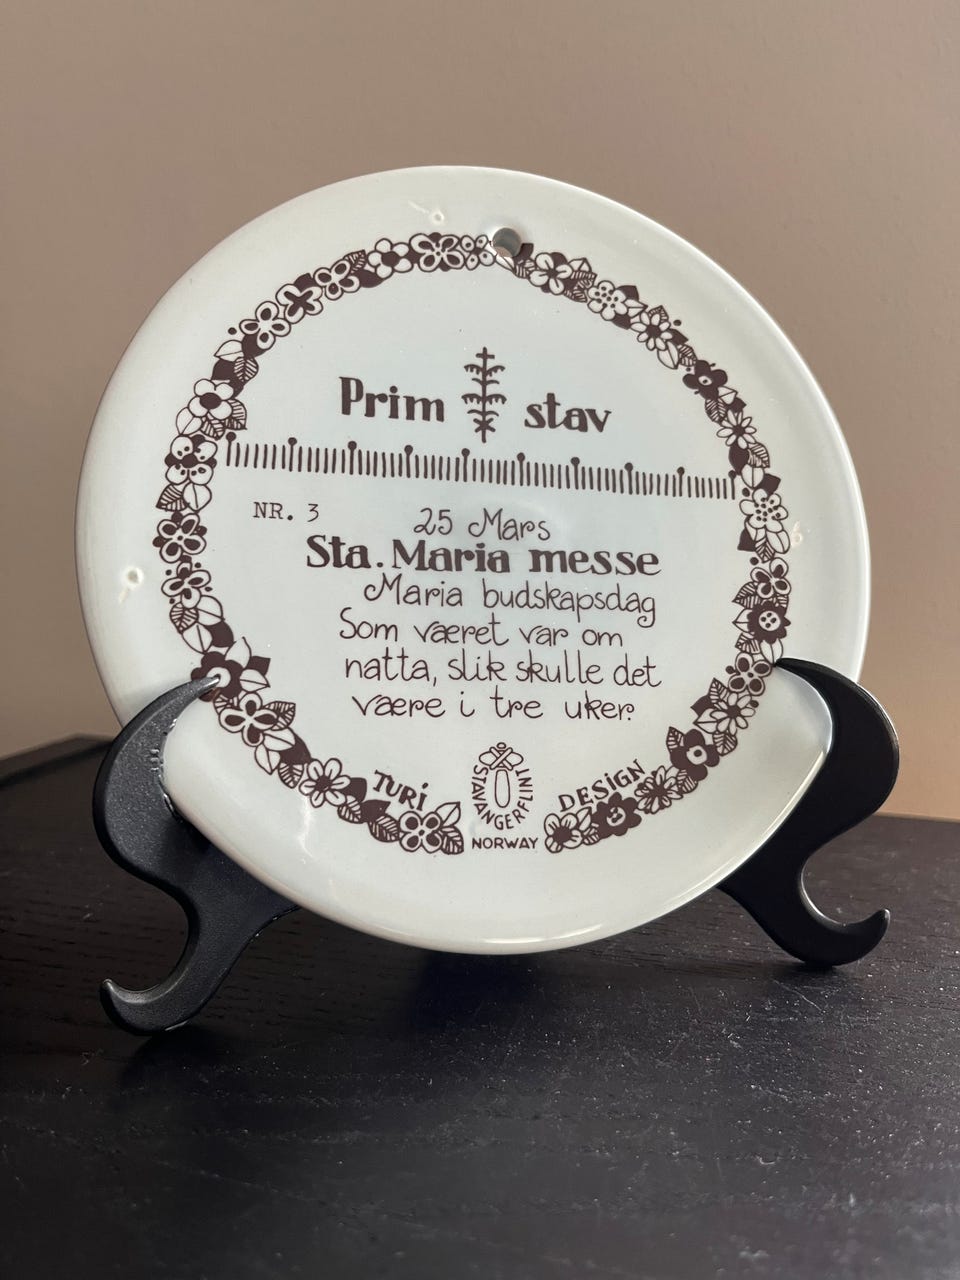 Prim stav
NR. 3
25 Mars
Sta. Maria messe
Maria budskapsdag
Som været var om
natta, slik skulle det
være i tre uker.
TURi
STAVANGERFLINT
DESiGN
NORWAY